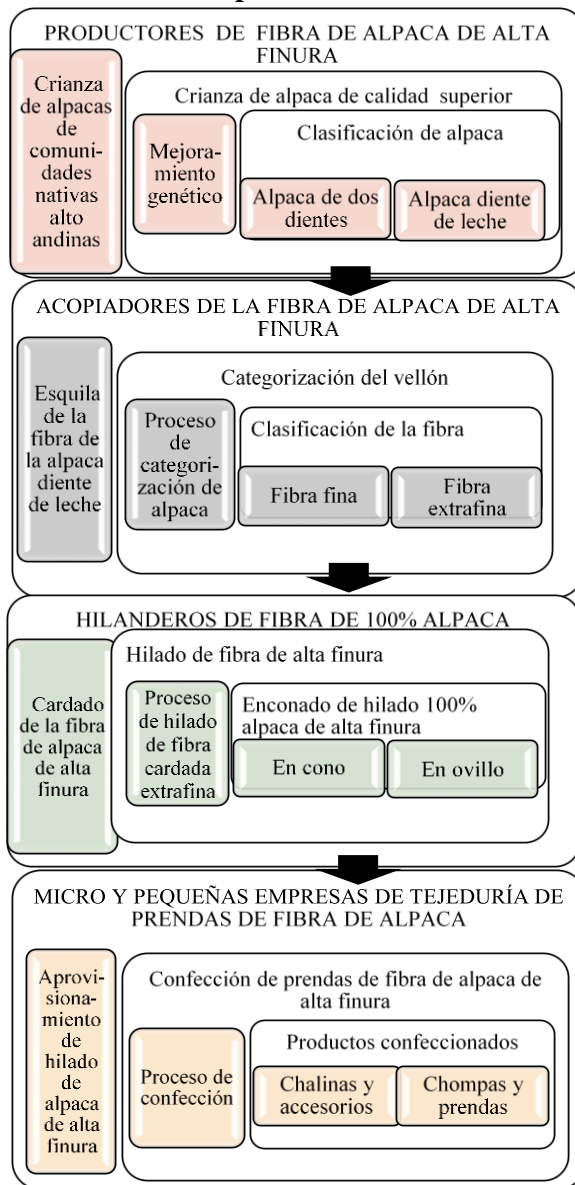 PRODUCTORES DE FIBRA DE ALPACA DE ALTA
FINURA
Crianza
de alpacas
de
comuni-
dades
nativas
alto
andinas
Crianza de alpaca de calidad superior
Mejora-
miento
genético
Clasificación de alpaca
Alpaca de dos
dientes
Alpaca diente
de leche
ACOPIADORES DE LA FIBRA DE ALPACA DE ALTA
FINURA
Esquila
de la
fibra de
la alpaca
diente
de leche
Categorización del vellón
Proceso
de
categori-
zación de
alpaca
Clasificación de la fibra
Fibra fina
Fibra
extrafina
HILANDEROS DE FIBRA DE 100% ALPACA
Cardado
de la fibra
de alpaca
de alta
finura
Hilado de fibra de alta finura
Proceso
de hilado
de fibra
cardada
extrafina
Enconado de hilado 100%
alpaca de alta finura
En cono
En ovillo
MICRO Y PEQUEÑAS EMPRESAS DE TEJEDURÍA DE
PRENDAS DE FIBRA DE ALPACA
Aprovi-
siona-
miento
de
hilado
de
alpaca
de alta
finura
Confección de prendas de fibra de alpaca de
alta finura
Proceso de
confección
Productos confeccionados
Chalinas y
accesorios
Chompas y
prendas